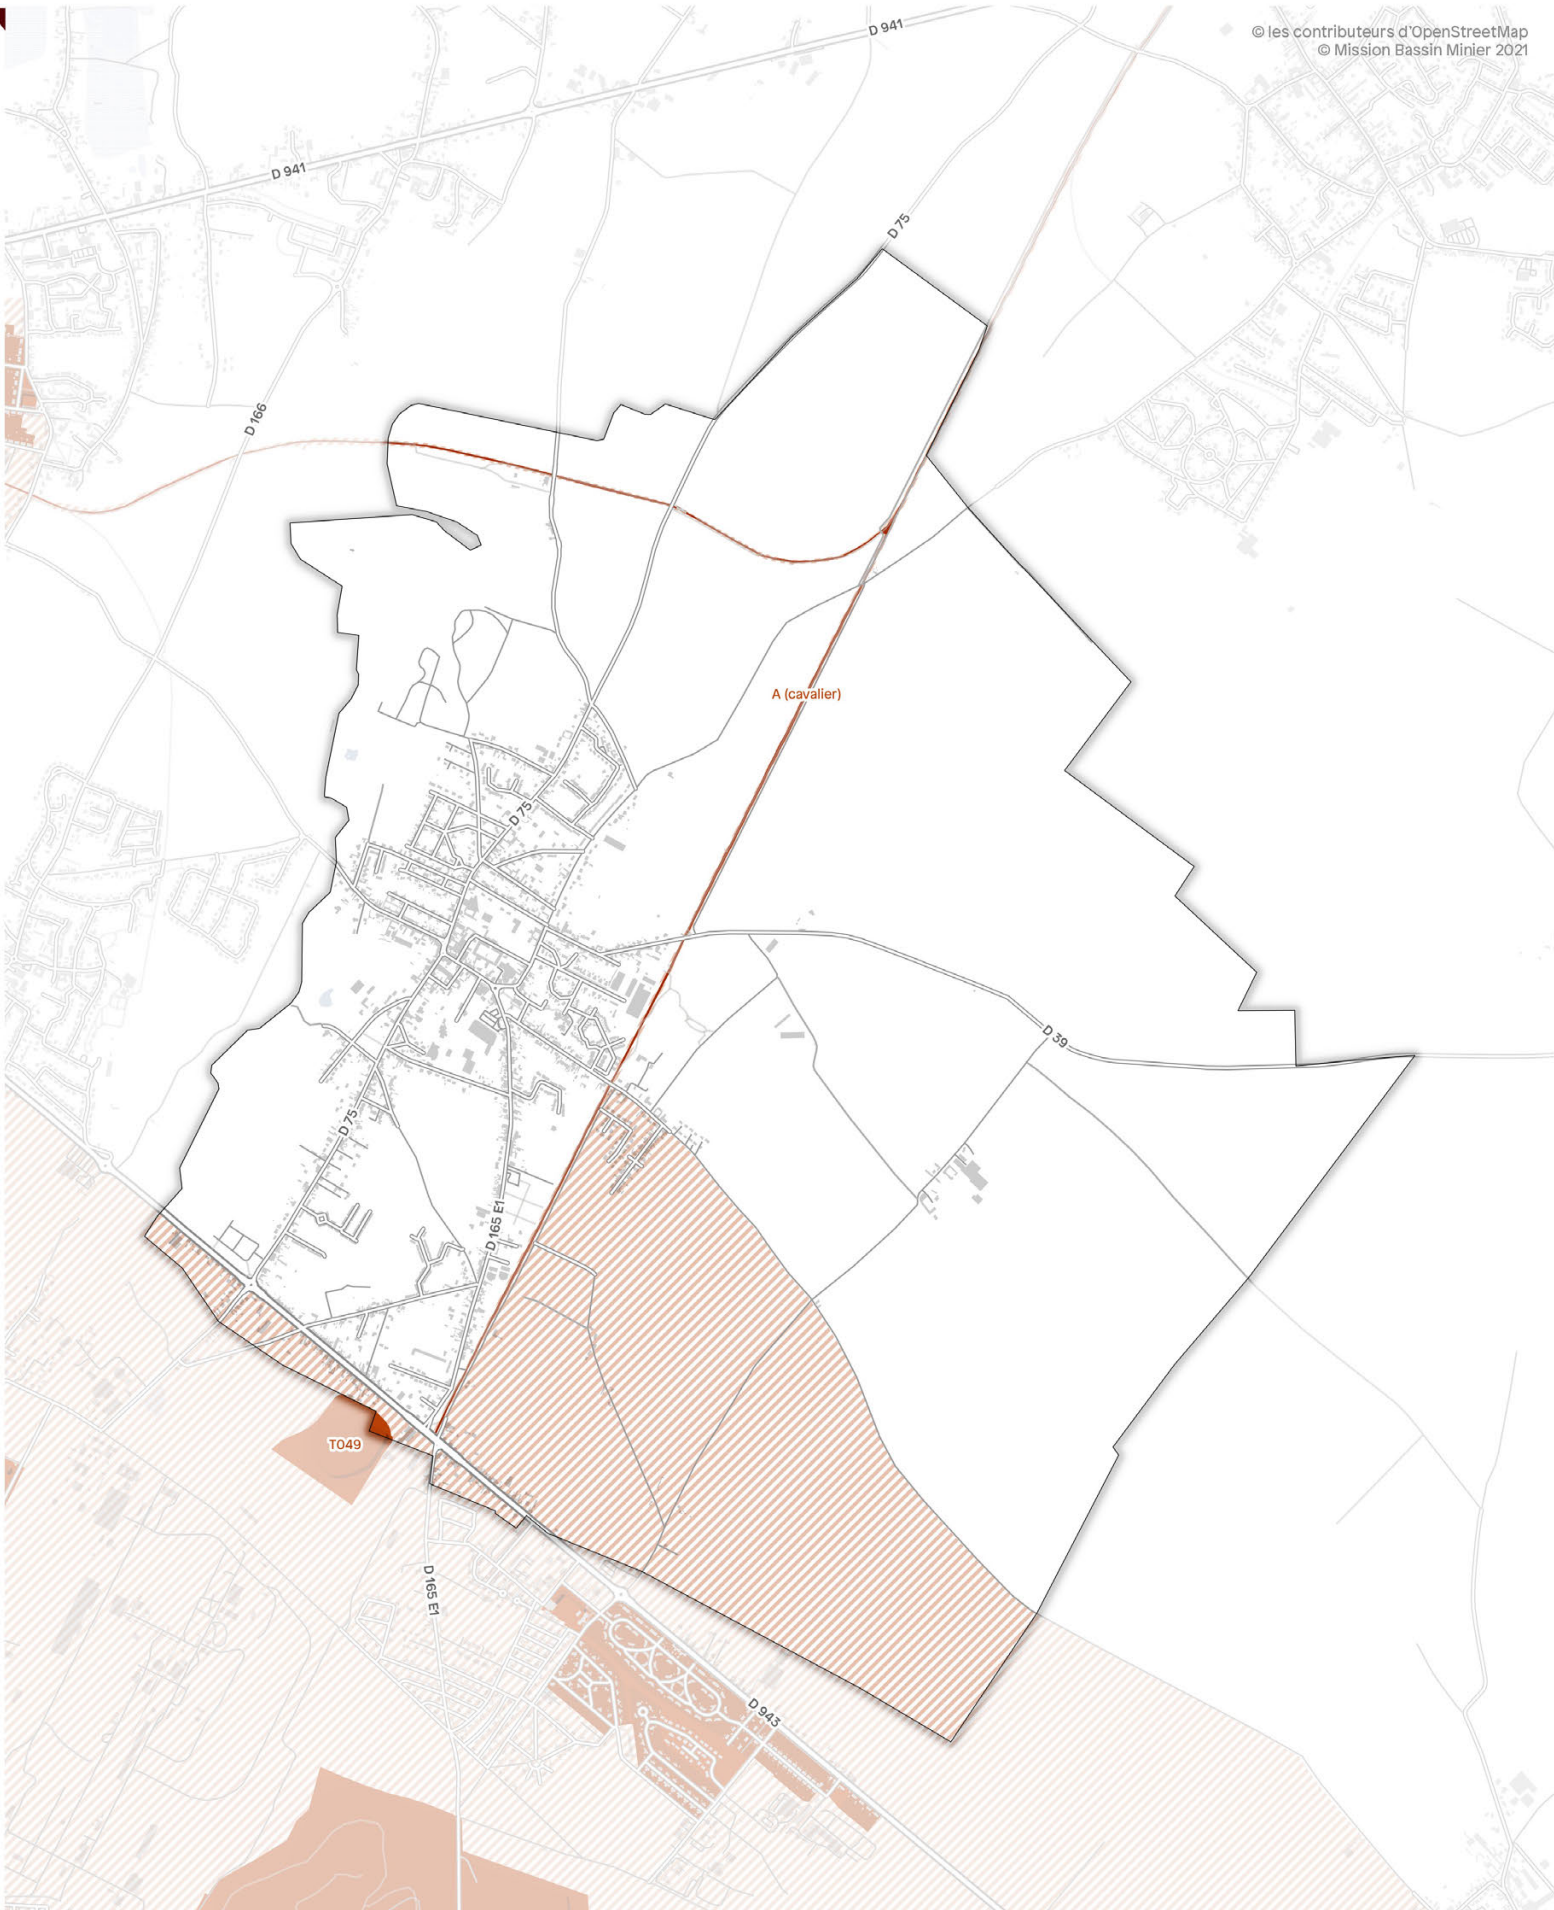 © les contributeurs d'OpenStreetMap
© Mission Bassin Minier 2021
D 941
D 941
D 75
D 166
A (cavalier)
D 75
D 39
D 75
D 165 E1
T049
D 165 E1
D 943